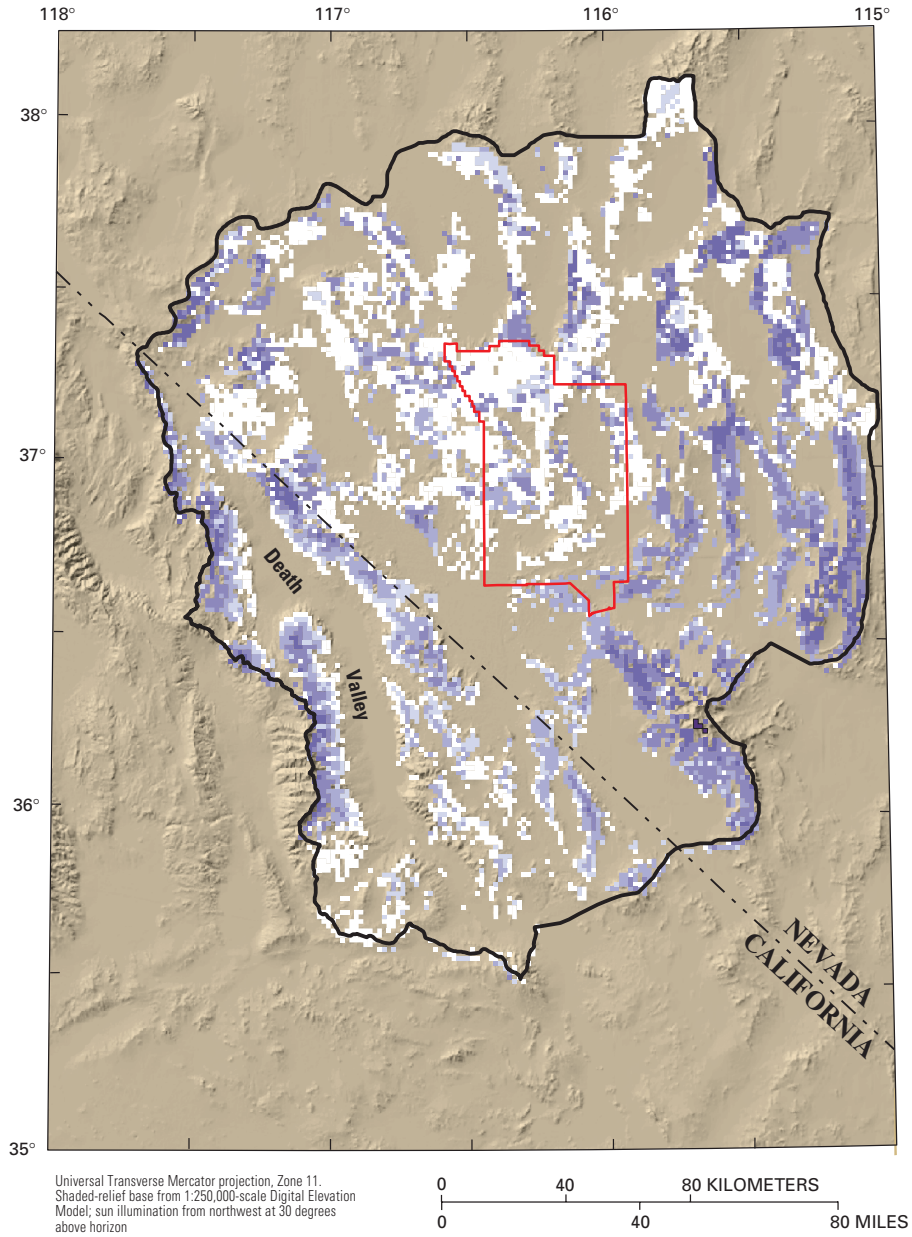 118°
117°
116°
115°
38°
37°
36°
35°
Death
Valley
NEVADA
CALIFORNIA
Universal Transverse Mercator projection, Zone 11.
Shaded-relief base from 1:250,000-scale Digital Elevation
Model; sun illumination from northwest at 30 degrees
above horizon
0 40 80 KILOMETERS
0 40 80 MILES